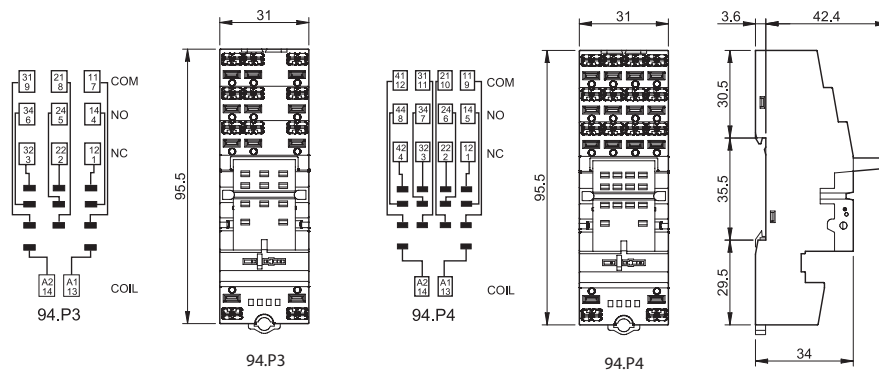 31 31 3.6 42.4
31 21 11
9 8 7 COM
34 24 14
6 5 4 NO
32 22 12
3 2 1 NC
A2 A1
14 13 COIL
94.P3
95.5
94.P3
41 31 21 11
12 11 10 9 COM
44 34 24 14
8 7 6 5 NO
42 32 22 12
4 3 2 1 NC
A2 A1
14 13 COIL
94.P4
95.5
94.P4
30.5
35.5
29.5
34